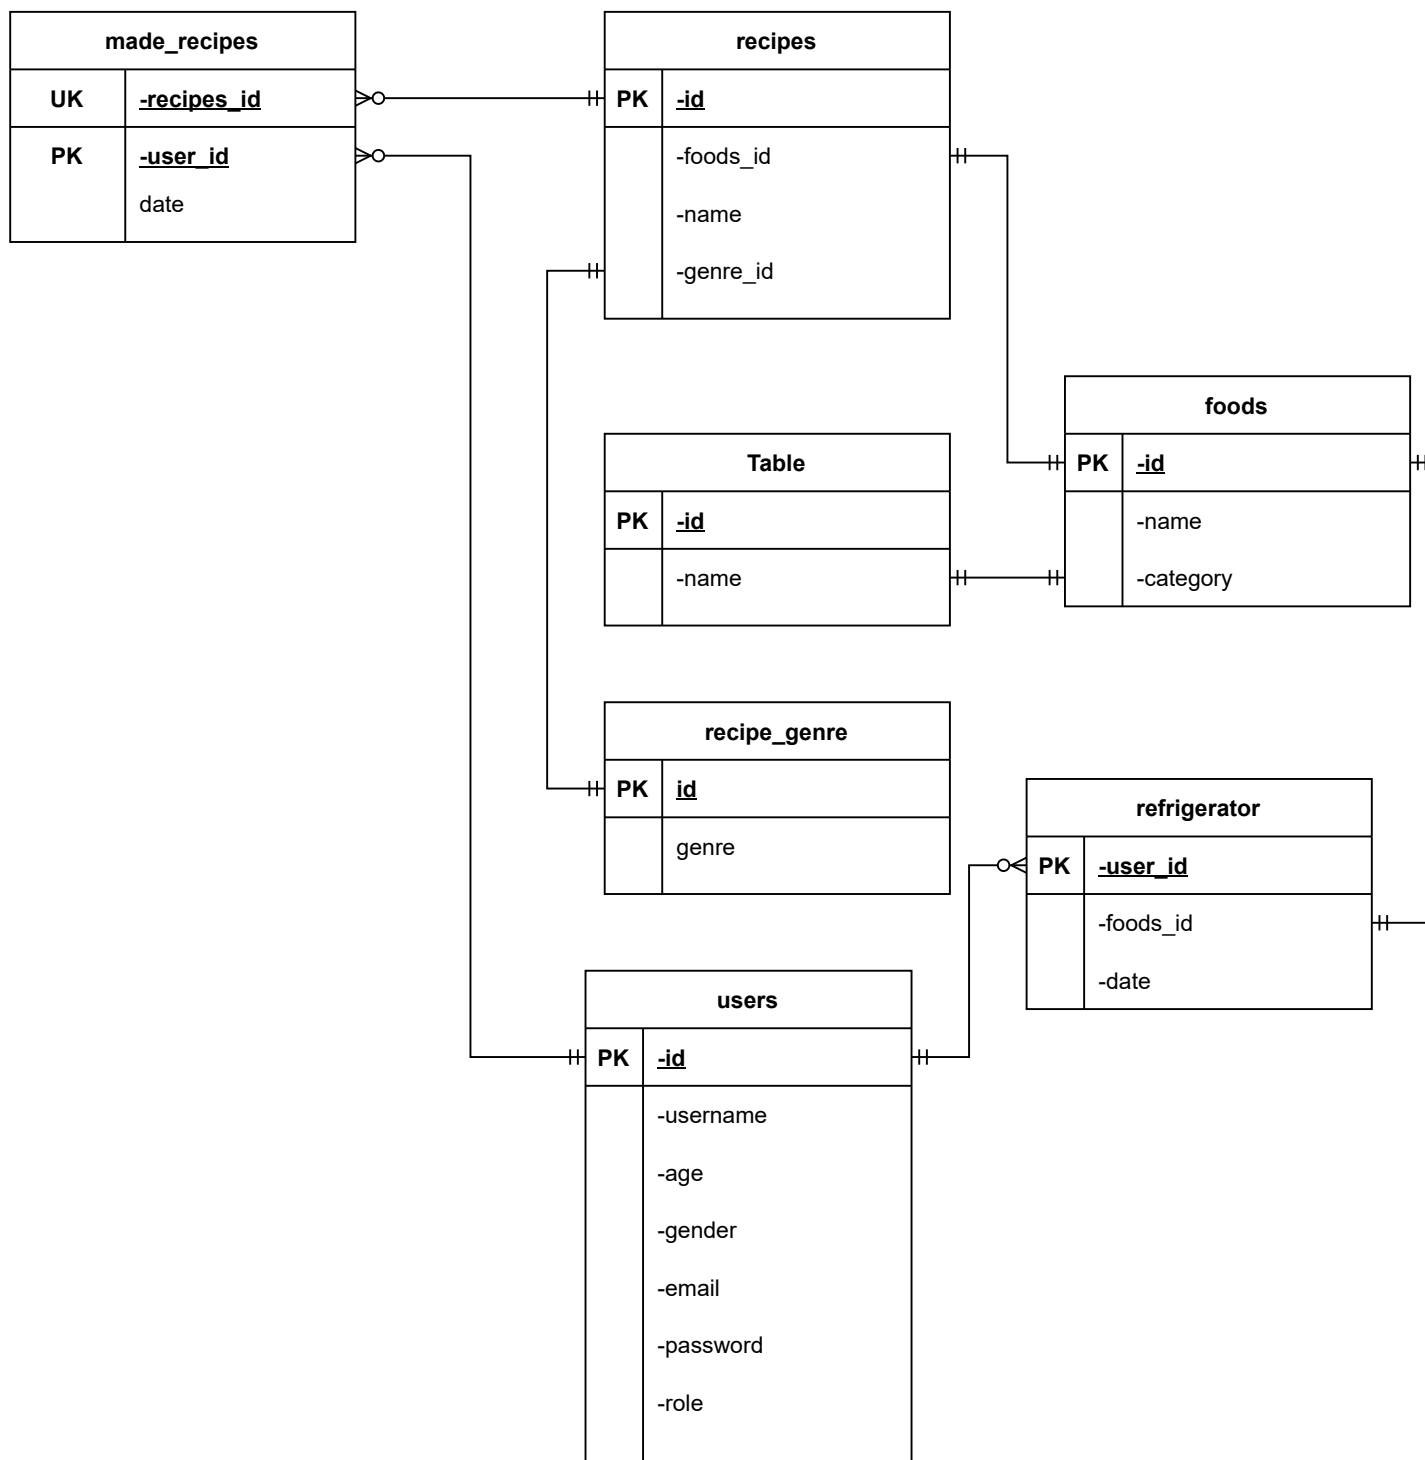 made_recipes
UK -recipes_id
PK -user_id
date
recipes
PK -id
-foods_id
-name
-genre_id
foods
PK -id
-name
-category
Table
PK -id
-name
recipe_genre
PK id
genre
refrigerator
PK -user_id
-foods_id
-date
users
PK -id
-username
-age
-gender
-email
-password
-role